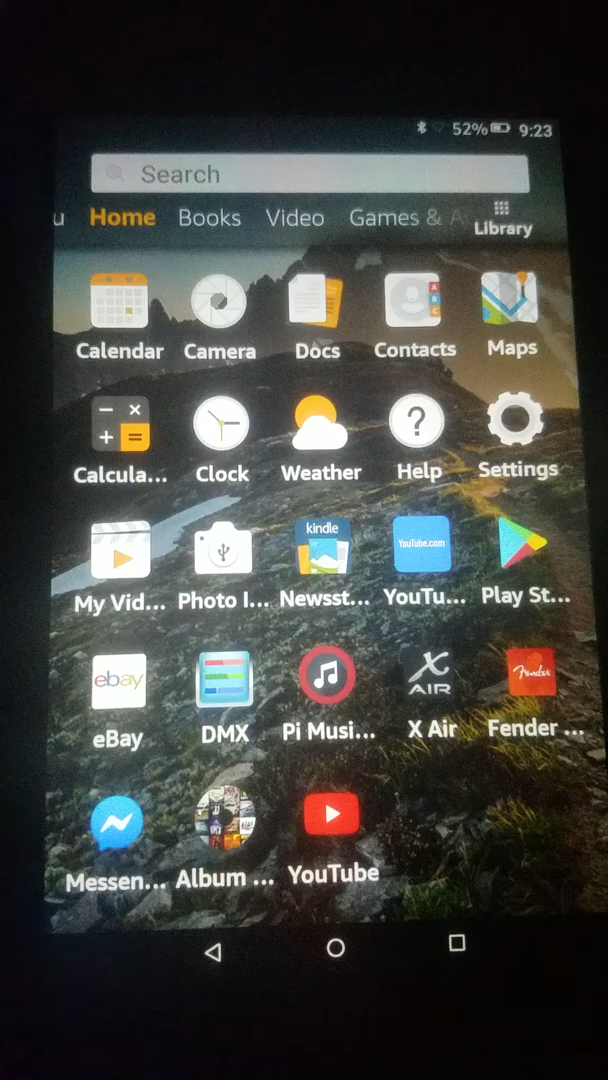 52% 9:23
Search
u Home Books Video Games & A Library
Calendar Camera Docs Contacts Maps
Calcula... Clock Weather Help Settings
kindle YouTube.com
My Vid... Photo I... Newsst... YouTu... Play St...
ebay X AIR Fender
eBay DMX Pi Musi... X Air Fender ...
Messen... Album ... YouTube